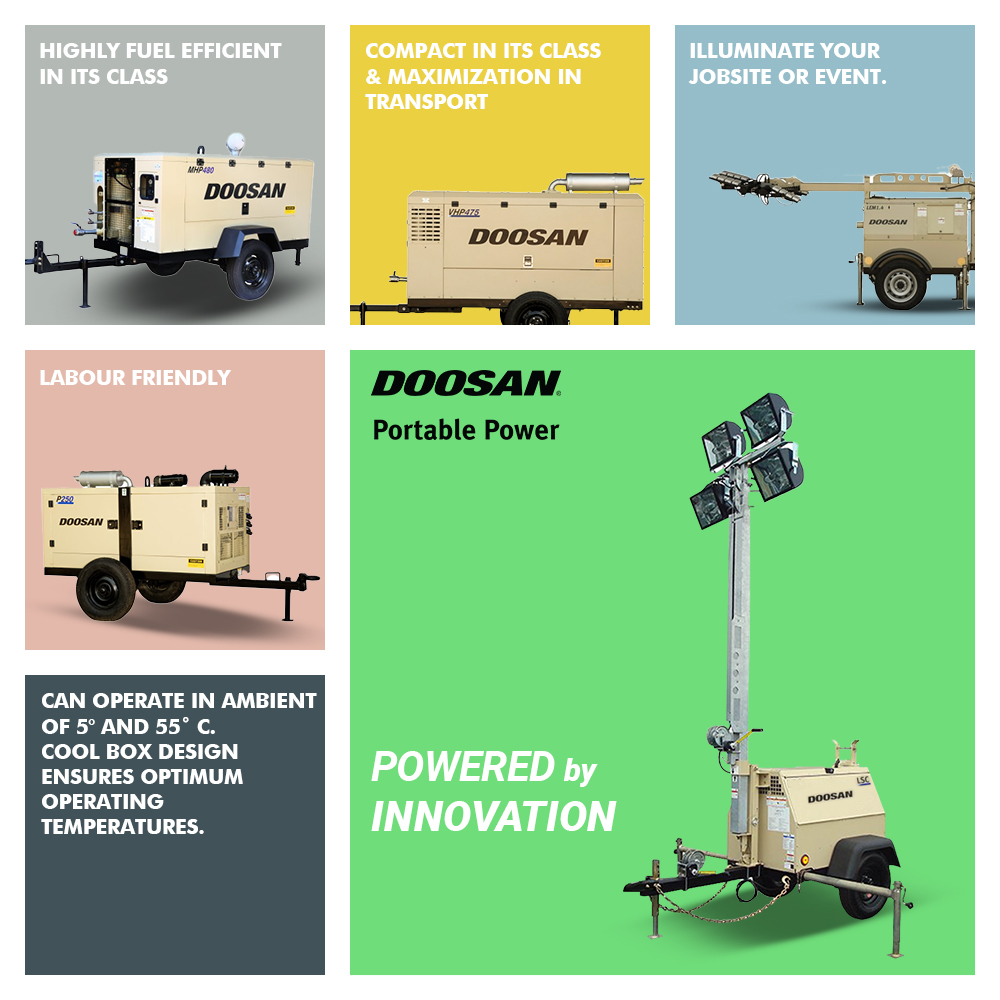 HIGHLY FUEL EFFICIENT
IN ITS CLASS
MHP480
DOOSAN
COMPACT IN ITS CLASS
& MAXIMIZATION IN
TRANSPORT
VHP475
DOOSAN
ILLUMINATE YOUR
JOBSITE OR EVENT.
DOOSAN
LABOUR FRIENDLY
P250
DOOSAN
CAN OPERATE IN AMBIENT
OF 5º AND 55˚ C.
COOL BOX DESIGN
ENSURES OPTIMUM
OPERATING
TEMPERATURES.
DOOSAN®
Portable Power
POWERED by
INNOVATION
LSC
DOOSAN